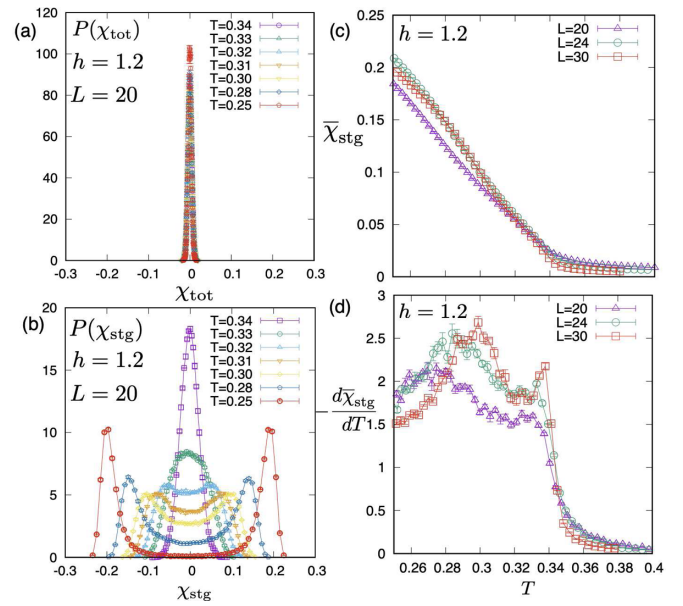 (a)
P(χtot)
h = 1.2
L = 20
T=0.34
T=0.33
T=0.32
T=0.31
T=0.30
T=0.28
T=0.25
120
100
80
60
40
20
0
-0.3 -0.2 -0.1 0 0.1 0.2 0.3
χtot
(b)
P(χstg)
h = 1.2
L = 20
T=0.34
T=0.33
T=0.32
T=0.31
T=0.30
T=0.28
T=0.25
20
15
10
5
0
-0.3 -0.2 -0.1 0 0.1 0.2 0.3
χstg
(c)
h = 1.2
L=20
L=24
L=30
0.25
0.2
0.15
0.1
0.05
0
χ̅stg
(d)
h = 1.2
L=20
L=24
L=30
3
2.5
2
1.5
1
0.5
0
− dχ̅stg
dT
0.26 0.28 0.3 0.32 0.34 0.36 0.38 0.4
T